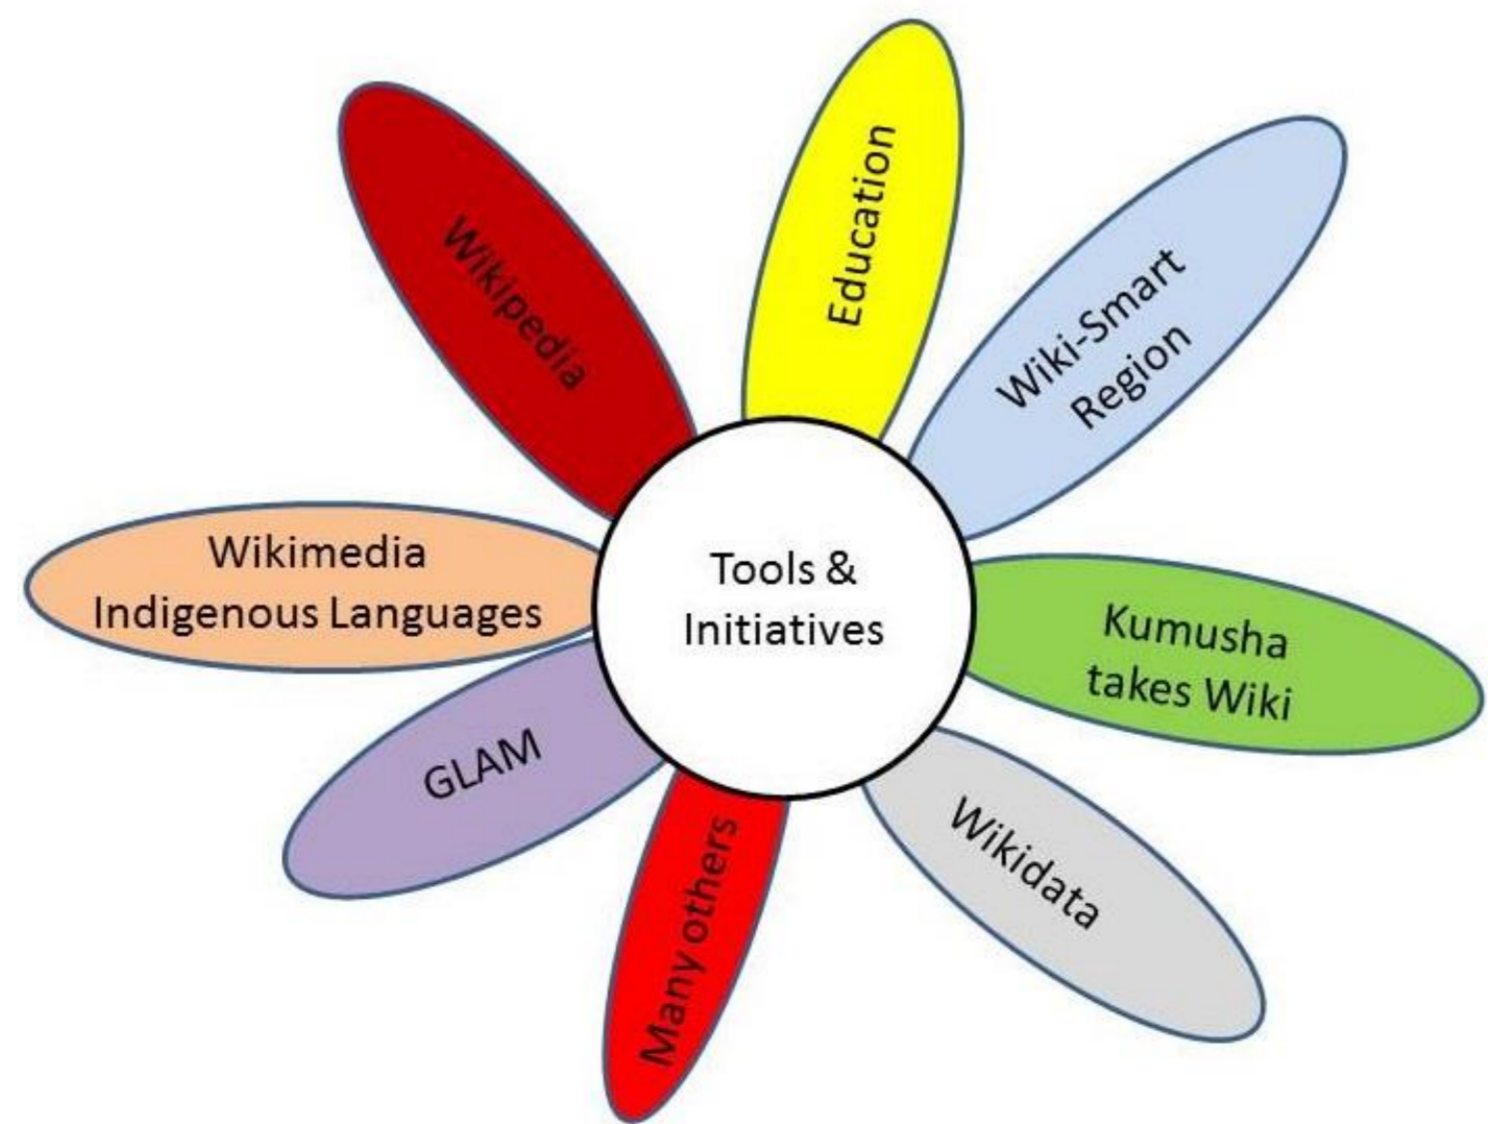 Education
Wikipedia
Wiki-Smart
Region
Wikimedia
Indigenous Languages
Tools &
Initiatives
Kumusha
takes Wiki
GLAM
Wikidata
Many others